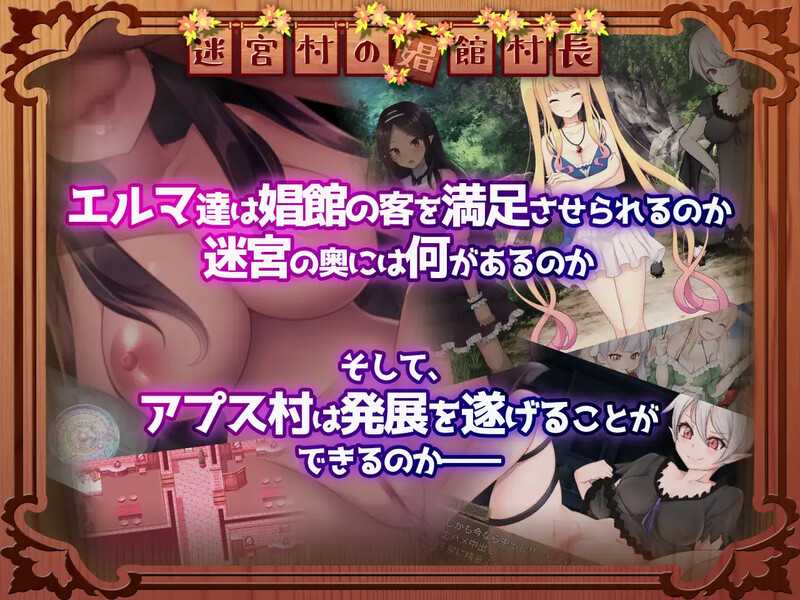 迷宮村の娼館村長
エルマ達は娼館の客を満足させられるのか
迷宮の奥には何があるのか
そして、
アプス村は発展を遂げることが
できるのか――